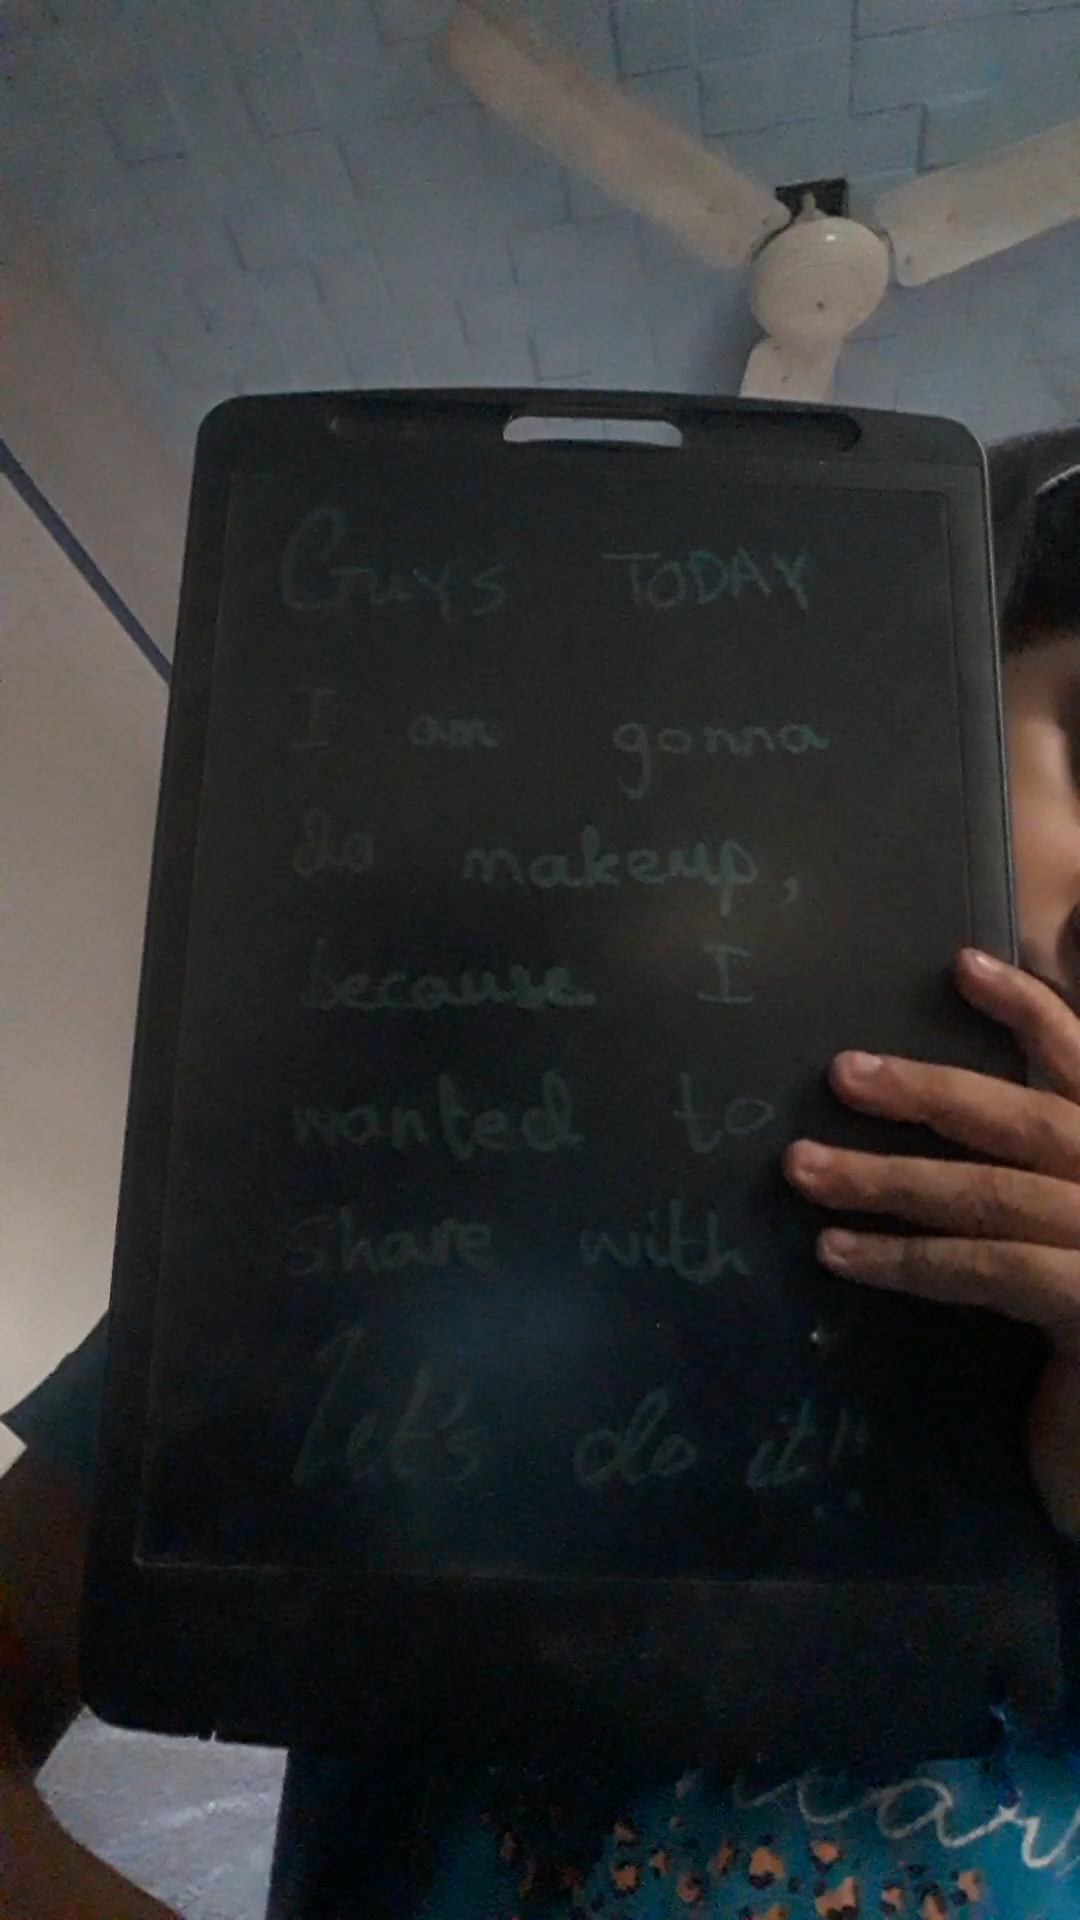 Guys TODAY
I am gonna
do makeup,
because I
wanted to
share with
Let's do it!!